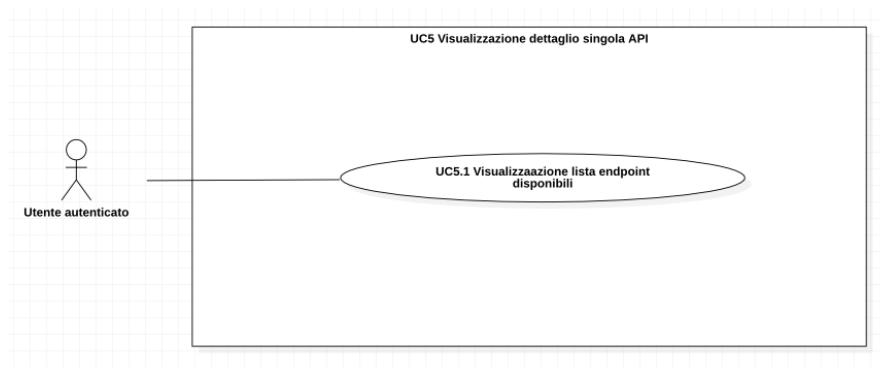 UC5 Visualizzazione dettaglio singola API
UC5.1 Visualizzaazione lista endpoint
disponibili
Utente autenticato